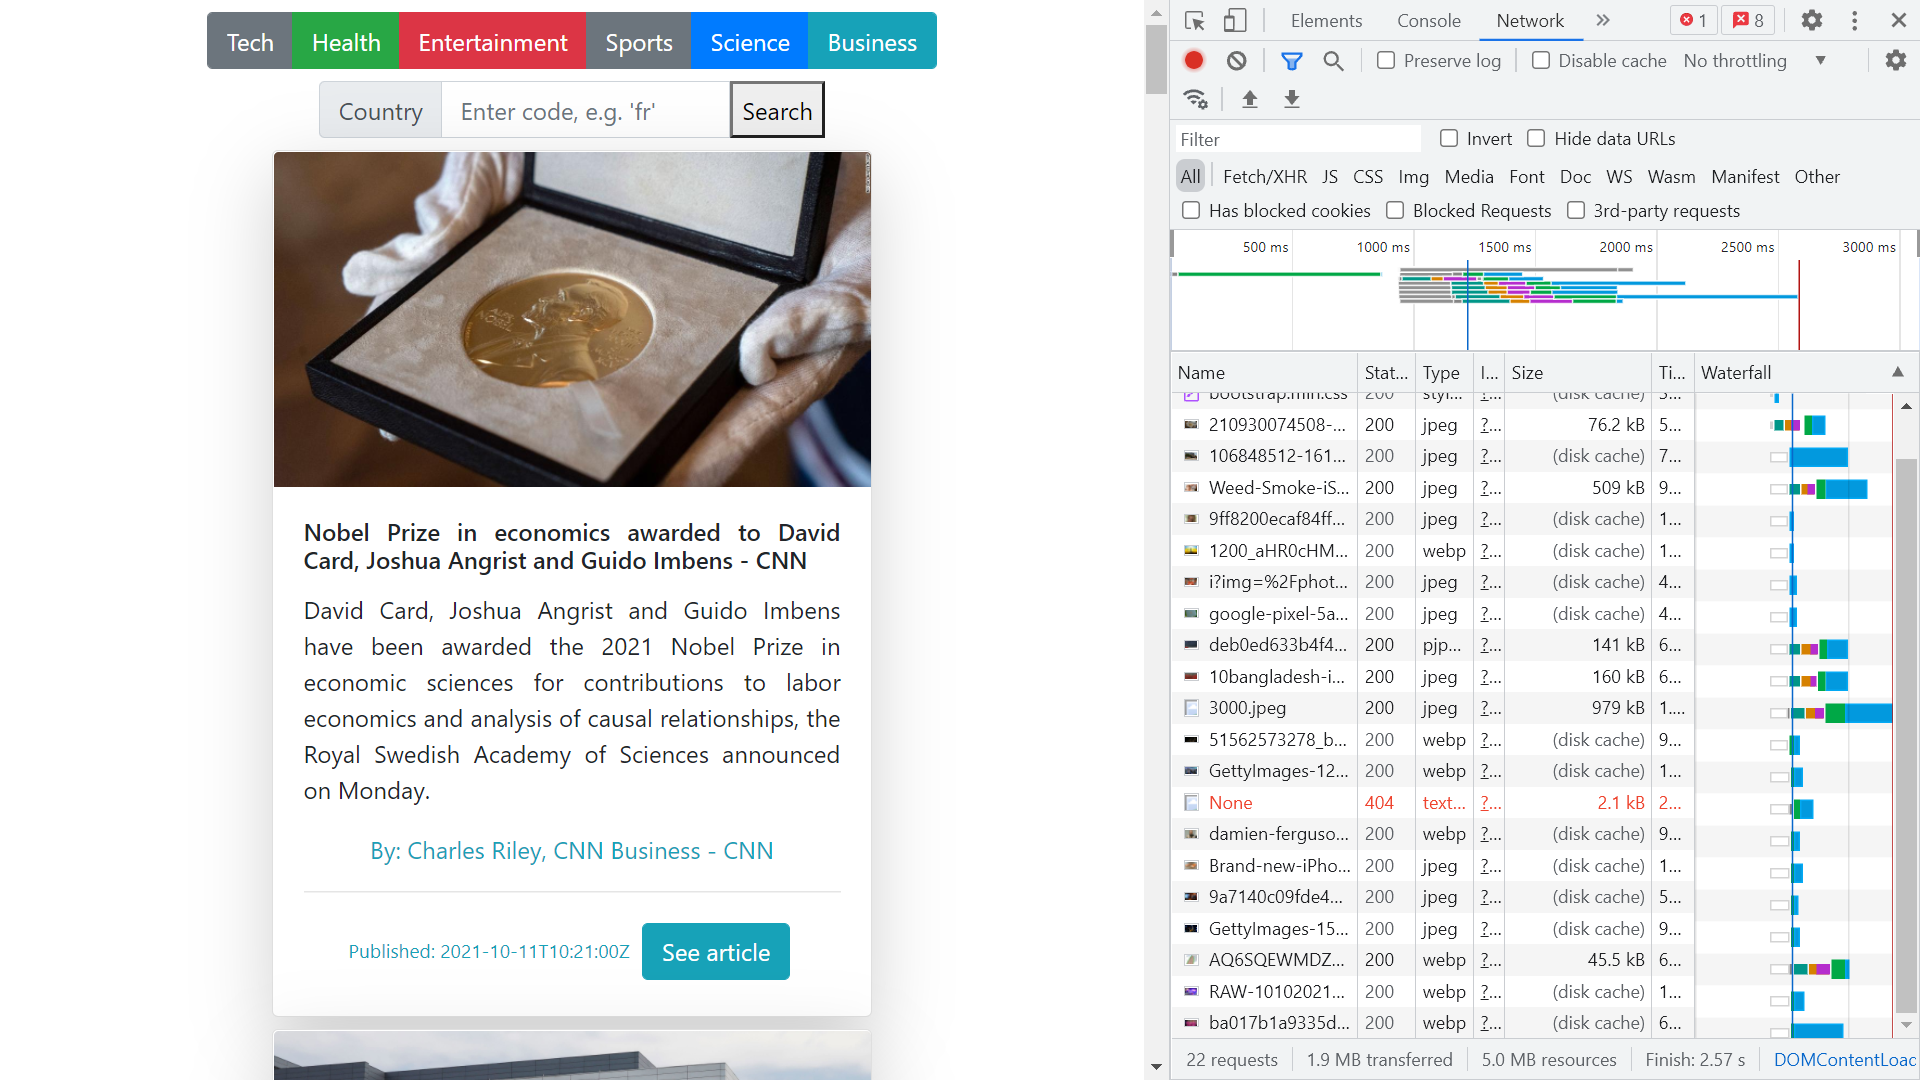 Tech Health Entertainment Sports Science Business
Country Enter code, e.g. 'fr' Search
Nobel Prize in economics awarded to David
Card, Joshua Angrist and Guido Imbens - CNN
David Card, Joshua Angrist and Guido Imbens
have been awarded the 2021 Nobel Prize in
economic sciences for contributions to labor
economics and analysis of causal relationships, the
Royal Swedish Academy of Sciences announced
on Monday.
By: Charles Riley, CNN Business - CNN
Published: 2021-10-11T10:21:00Z See article
Elements Console Network 1 8
Preserve log Disable cache No throttling
Filter Invert Hide data URLs
All Fetch/XHR JS CSS Img Media Font Doc WS Wasm Manifest Other
Has blocked cookies Blocked Requests 3rd-party requests
500 ms 1000 ms 1500 ms 2000 ms 2500 ms 3000 ms
Name Stat... Type I... Size Ti... Waterfall
bootstrap.min.css 200 styl... ?... (disk cache)
210930074508-... 200 jpeg ?... 76.2 kB 5...
106848512-161... 200 jpeg ?... (disk cache) 7...
Weed-Smoke-iS... 200 jpeg ?... 509 kB 9...
9ff8200ecaf84ff... 200 jpeg ?... (disk cache) 1...
1200_aHR0cHM... 200 webp ?... (disk cache) 1...
i?img=%2Fphot... 200 jpeg ?... (disk cache) 4...
google-pixel-5a... 200 jpeg ?... (disk cache) 4...
deb0ed633b4f4... 200 pjp... ?... 141 kB 6...
10bangladesh-i... 200 jpeg ?... 160 kB 6...
3000.jpeg 200 jpeg ?... 979 kB 1....
51562573278_b... 200 webp ?... (disk cache) 9...
GettyImages-12... 200 webp ?... (disk cache) 1...
None 404 text... ?... 2.1 kB 2...
damien-ferguso... 200 webp ?... (disk cache) 9...
Brand-new-iPho... 200 jpeg ?... (disk cache) 1...
9a7140c09fde4... 200 jpeg ?... (disk cache) 5...
GettyImages-15... 200 jpeg ?... (disk cache) 9...
AQ6SQEWMDZ... 200 webp ?... 45.5 kB 6...
RAW-10102021... 200 webp ?... (disk cache) 1...
ba017b1a9335d... 200 webp ?... (disk cache) 6...
22 requests 1.9 MB transferred 5.0 MB resources Finish: 2.57 s DOMContentLoac